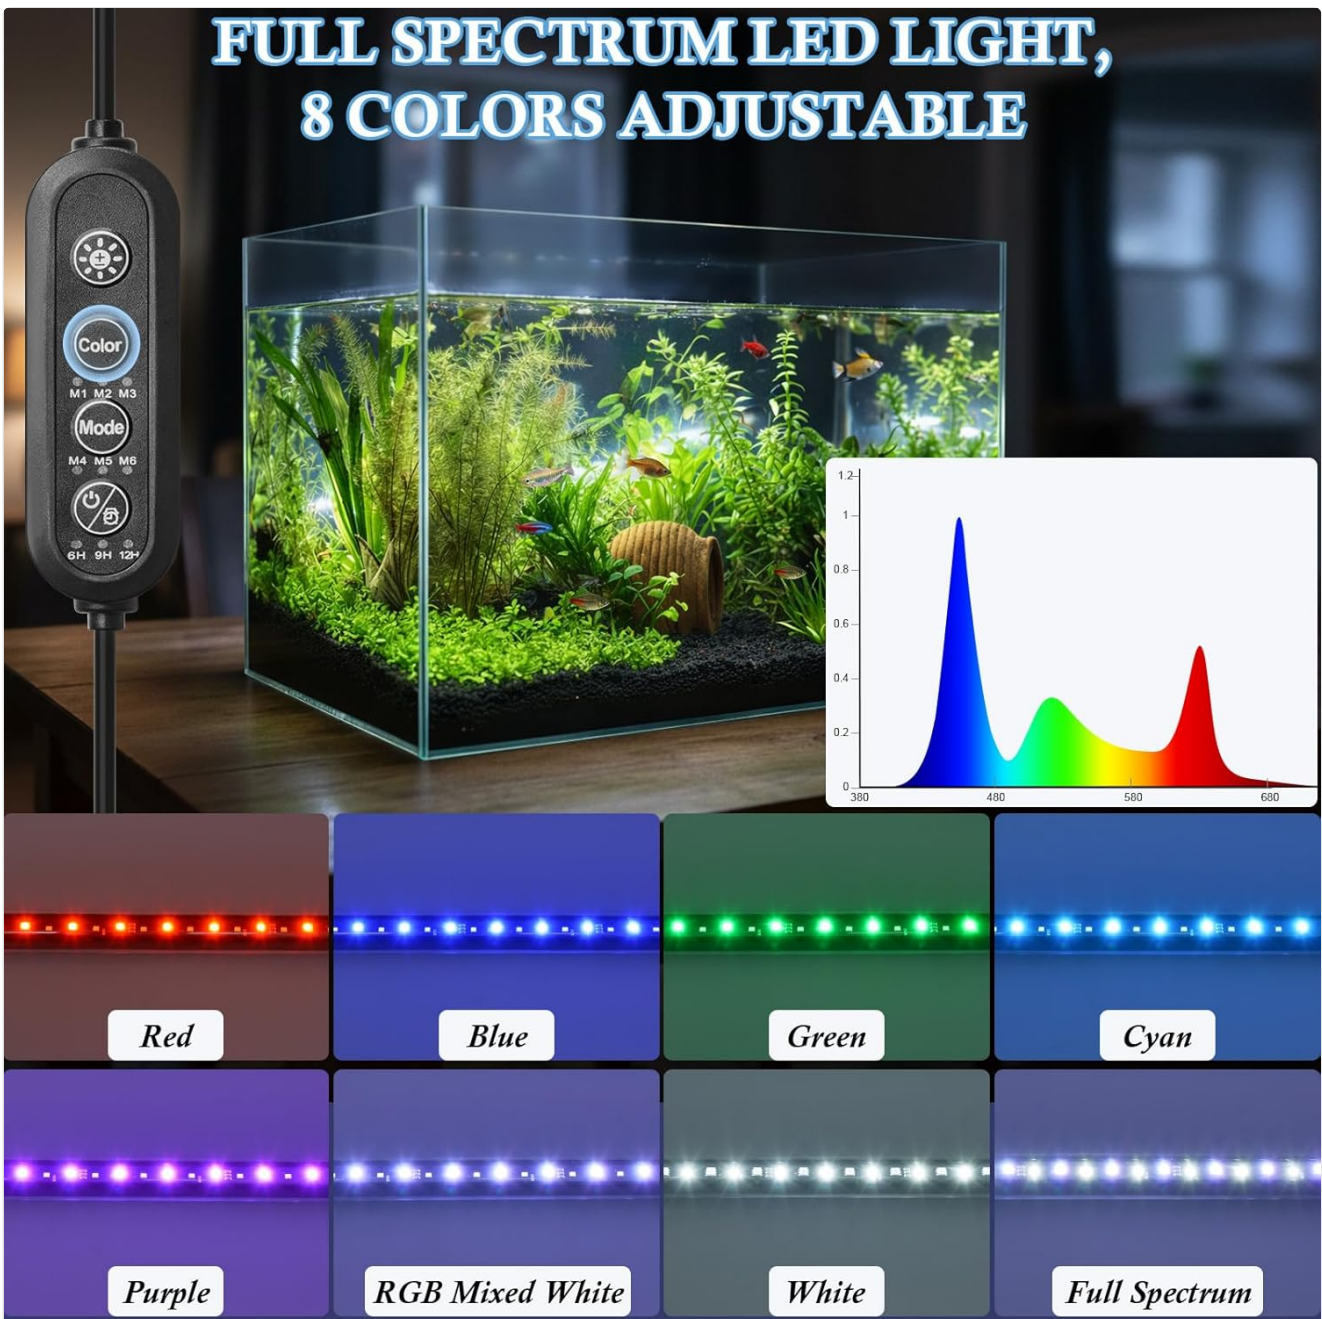 FULL SPECTRUM LED LIGHT,
8 COLORS ADJUSTABLE
Color
M1 M2 M3
Mode
M4 M5 M6
6H 9H 12H
1.2
1
0.8
0.6
0.4
0.2
0
380 480 580 680
Red
Blue
Green
Cyan
Purple
RGB Mixed White
White
Full Spectrum